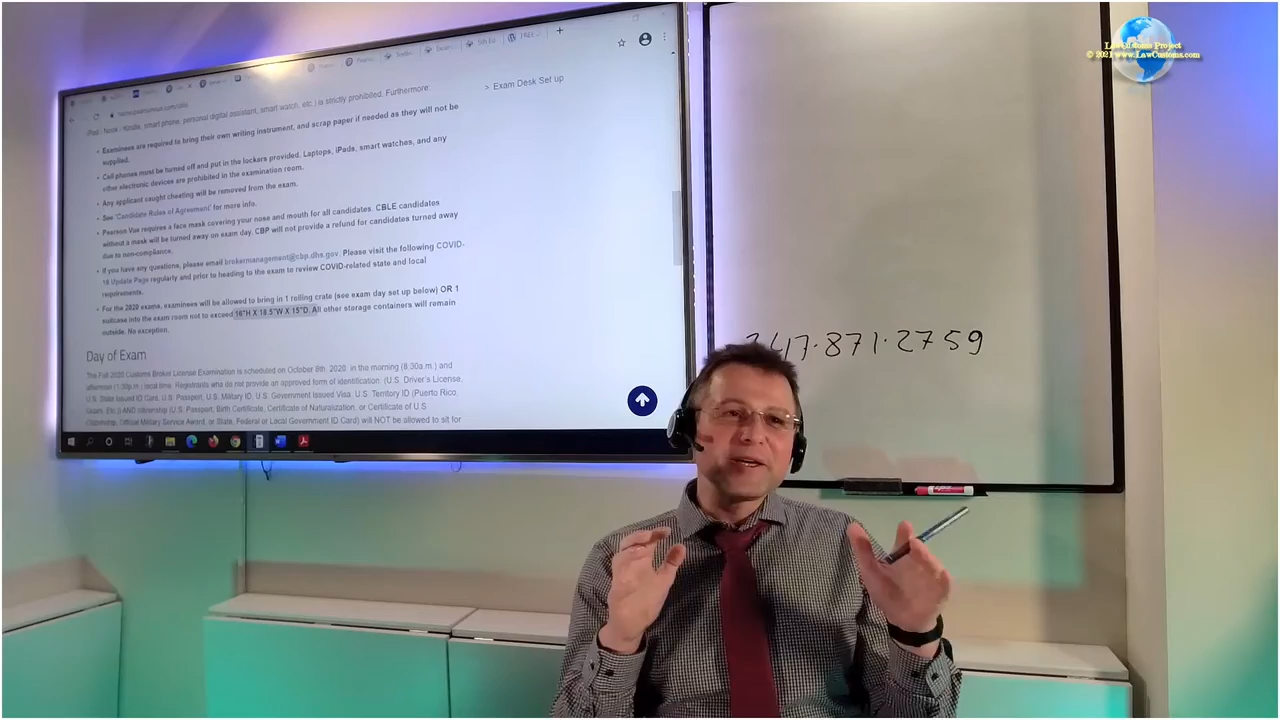 > Exam Desk Set up
smart phone, personal digital assistant, smart watch, etc.) is strictly prohibited. Furthermore:
• Examinees are required to bring their own writing instrument, and scrap paper if needed as they will not be
supplied.
• Cell phones must be turned off and put in the lockers provided. Laptops, iPads, smart watches, and any
other electronic devices are prohibited in the examination room.
• Any applicant caught cheating will be removed from the exam.
• See 'Candidate Rules of Agreement' for more info.
• Pearson Vue requires a face mask covering your nose and mouth for all candidates. CBLE candidates
without a mask will be turned away on exam day. CBP will not provide a refund for candidates turned away
due to non-compliance.
• If you have any questions, please email brokermanagement@cbp.dhs.gov. Please visit the following COVID-
19 Update Page regularly and prior to heading to the exam to review COVID-related state and local
requirements.
• For the 2020 exams, examinees will be allowed to bring in 1 rolling crate (see exam day set up below) OR 1
suitcase into the exam room not to exceed 16"H X 18.5"W X 15"D. All other storage containers will remain
outside. No exception.
Day of Exam
The Fall 2020 Customs Broker License Examination is scheduled on October 8th, 2020, in the morning (8:30a.m.) and
afternoon (1:30p.m.) local time. Registrants who do not provide an approved form of identification: (U.S. Driver's License,
U.S. State Issued ID Card, U.S. Passport, U.S. Military ID, U.S. Government Issued Visa, U.S. Territory ID (Puerto Rico,
Guam, Etc.)) AND citizenship (U.S. Passport, Birth Certificate, Certificate of Naturalization, or Certificate of U.S
Citizenship, Official Military Service Award, or State, Federal or Local Government ID Card) will NOT be allowed to sit for
47·871·2759
LawCustoms Project
© 2021 www.LawCustoms.com